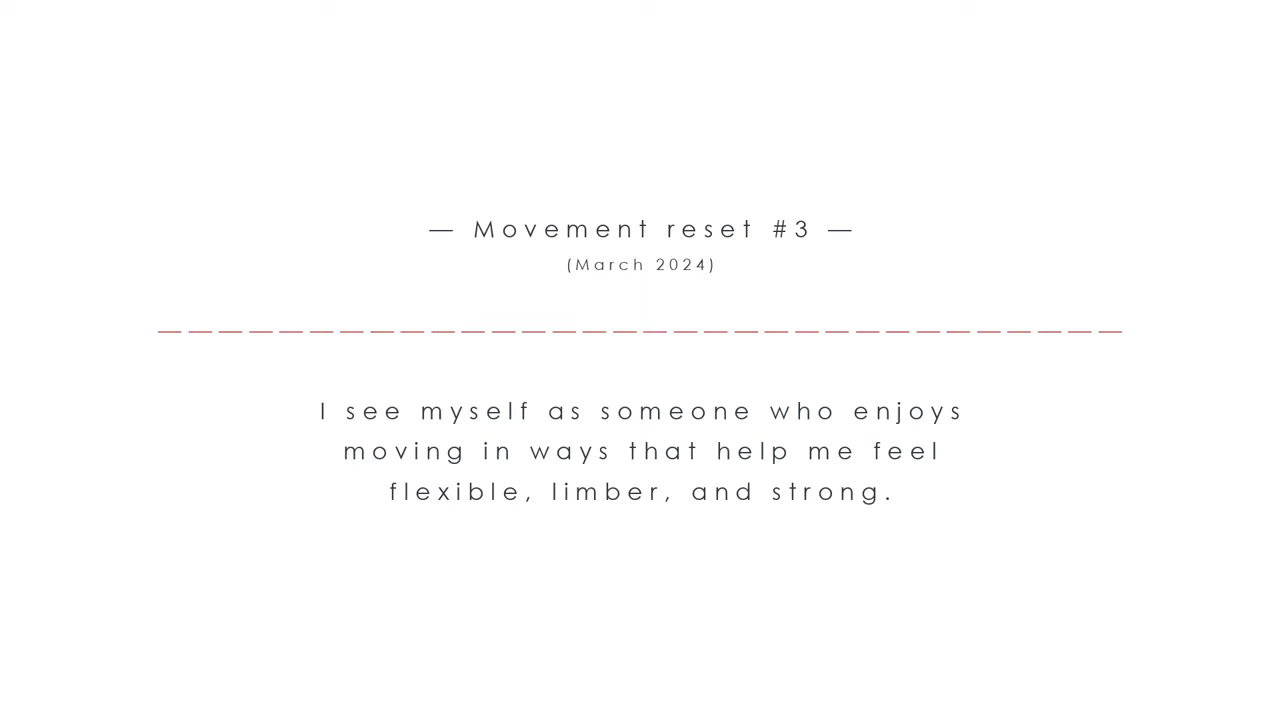 — Movement reset #3 —
(March 2024)
I see myself as someone who enjoys
moving in ways that help me feel
flexible, limber, and strong.